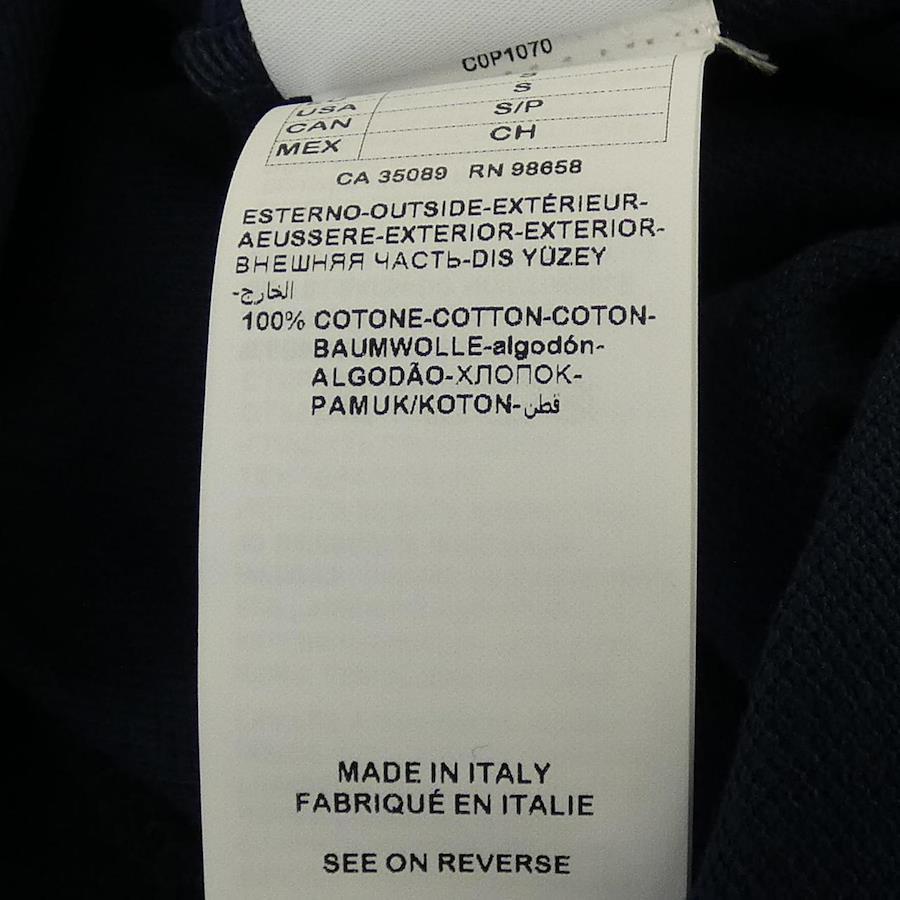 C0P1070
S
USA S
CAN S/P
MEX CH
CA 35089 RN 98658
ESTERNO-OUTSIDE-EXTÉRIEUR-
AEUSSERE-EXTERIOR-EXTERIOR-
ВНЕШНЯЯ ЧАСТЬ-DIS YÜZEY
الخارج-
100% COTONE-COTTON-COTON-
BAUMWOLLE-algodón-
ALGODÃO-ХЛОПОК-
PAMUK/KOTON-قطن
MADE IN ITALY
FABRIQUÉ EN ITALIE
SEE ON REVERSE